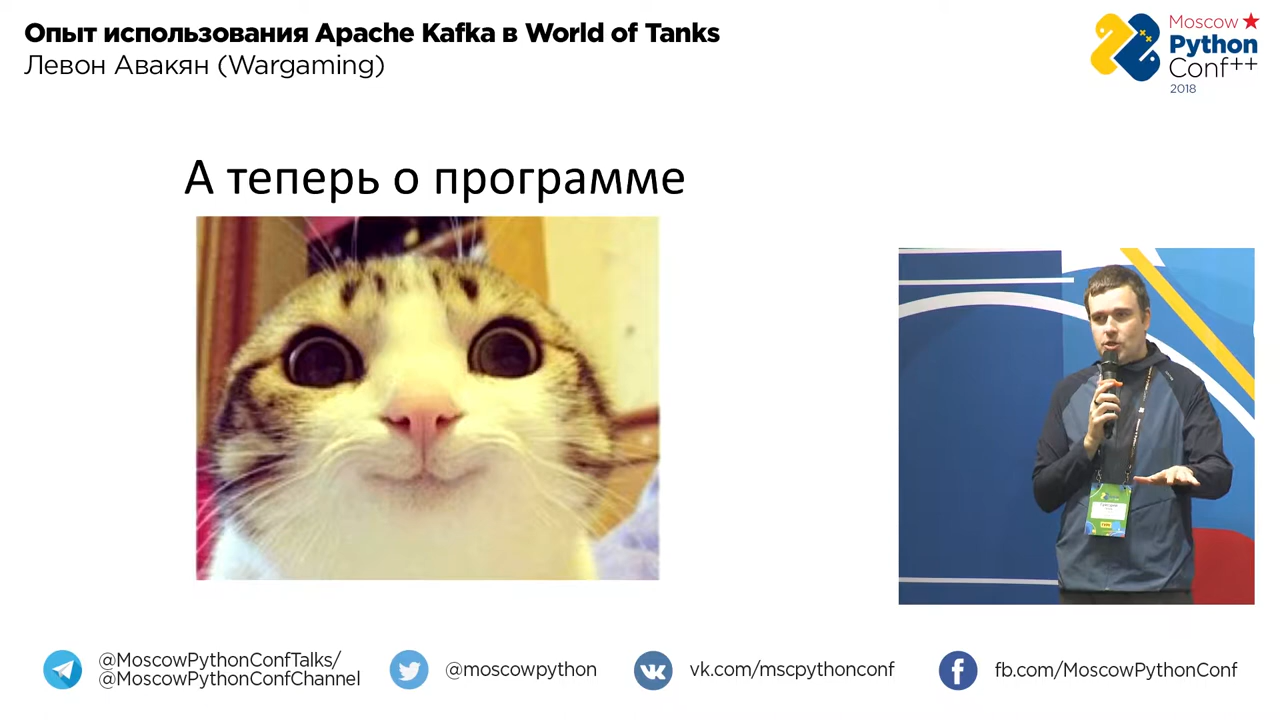 Опыт использования Apache Kafka в World of Tanks
Левон Авакян (Wargaming)
Moscow
Python
Conf++
2018
А теперь о программе
@MoscowPythonConfTalks/
@MoscowPythonConfChannel
@moscowpython
vk.com/mscpythonconf
fb.com/MoscowPythonConf